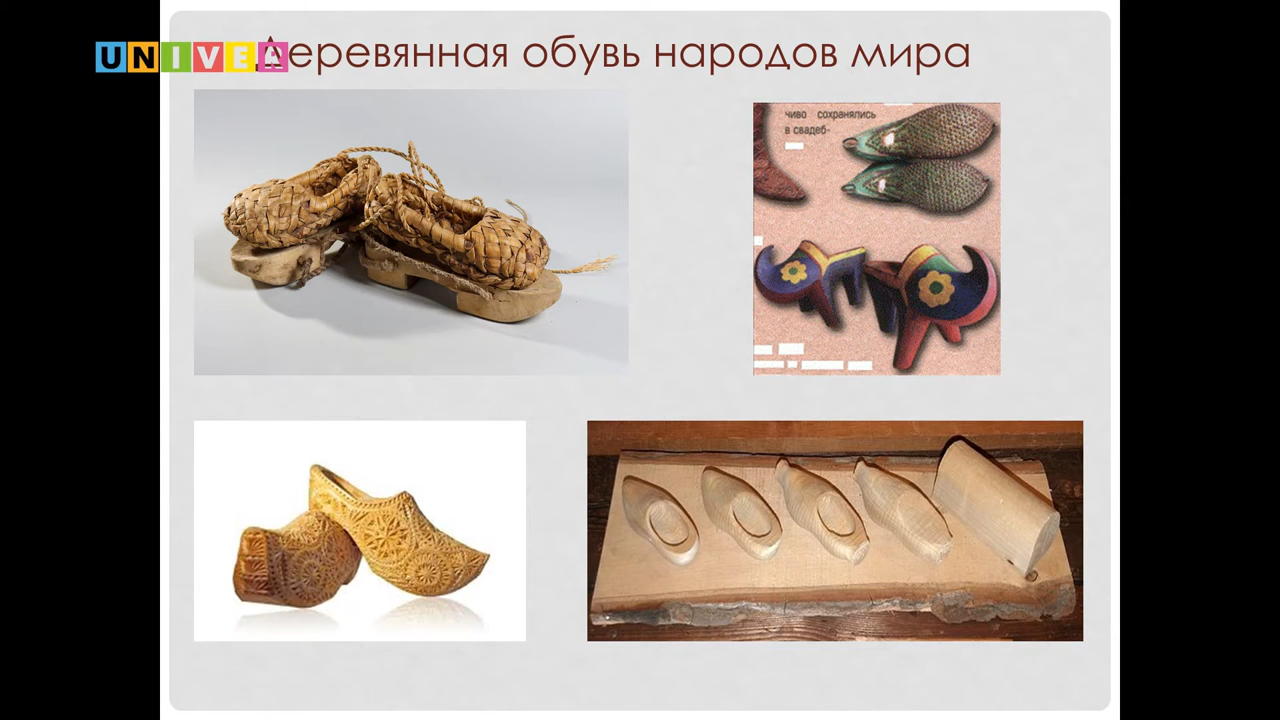 UNIVER
Деревянная обувь народов мира
чиво сохранялись
в свадеб-